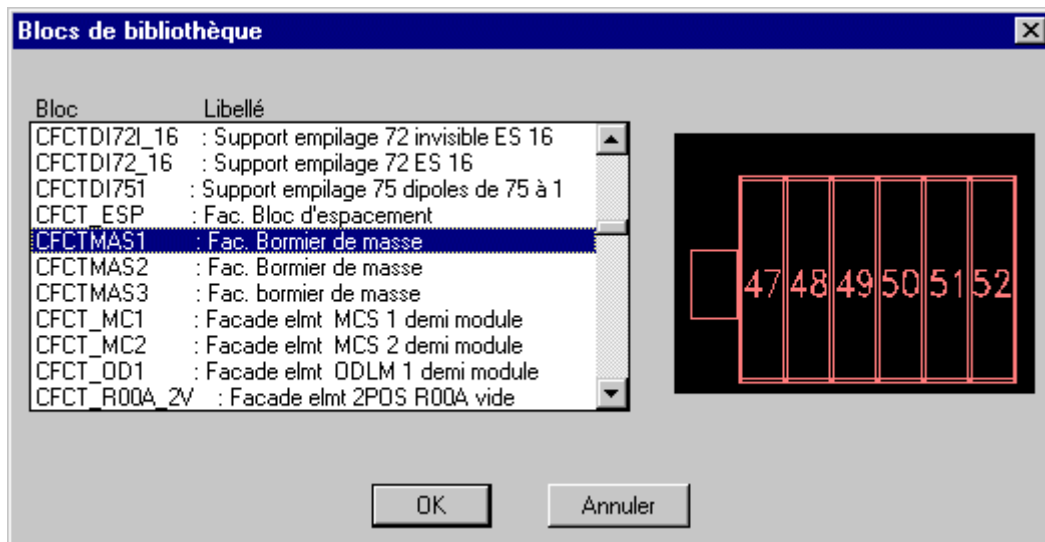 Blocs de bibliothèque
Bloc Libellé
CFCTDI72I_16 : Support empilage 72 invisible ES 16
CFCTDI72_16 : Support empilage 72 ES 16
CFCTDI751 : Support empilage 75 dipoles de 75 à 1
CFCT_ESP : Fac. Bloc d'espacement
CFCTMAS1 : Fac. Bormier de masse
CFCTMAS2 : Fac. Bormier de masse
CFCTMAS3 : Fac. bormier de masse
CFCT_MC1 : Facade elmt MCS 1 demi module
CFCT_MC2 : Facade elmt MCS 2 demi module
CFCT_OD1 : Facade elmt ODLM 1 demi module
CFCT_R00A_2V : Facade elmt 2POS R00A vide
47 48 49 50 51 52
OK Annuler